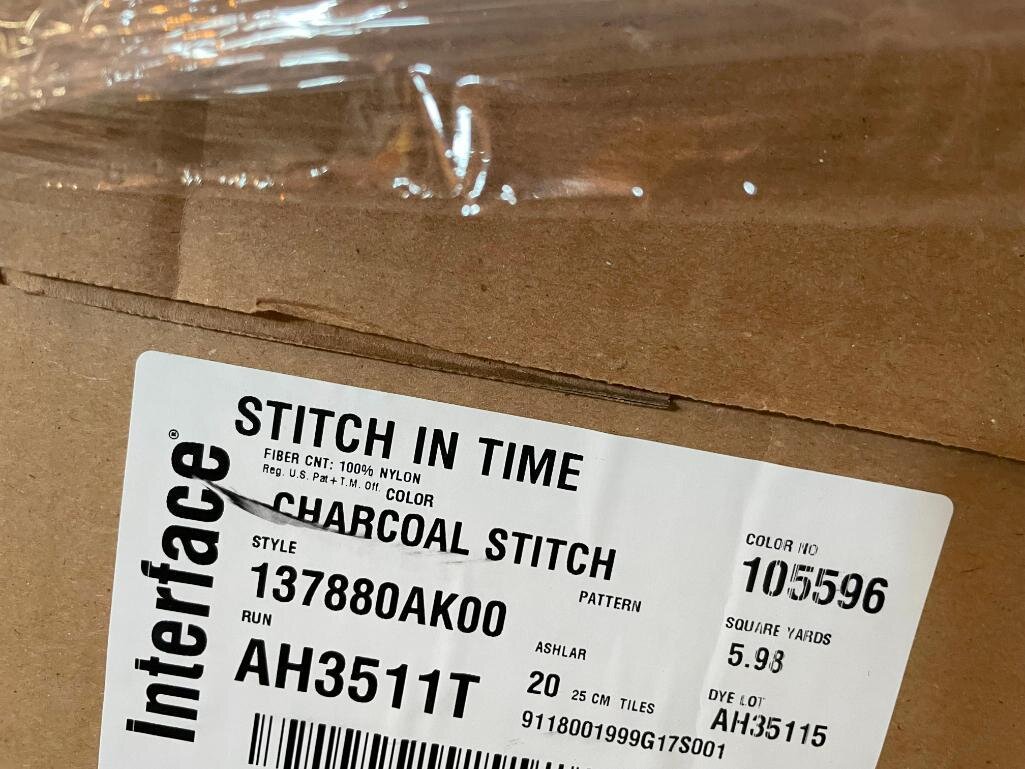 Interface®
STITCH IN TIME
FIBER CNT: 100% NYLON
Reg. U.S. Pat+T.M. Off. COLOR
CHARCOAL STITCH
STYLE
137880AK00
PATTERN
RUN
AH3511T
ASHLAR
20 25 CM TILES
9118001999G17S001
COLOR NO
105596
SQUARE YARDS
5.98
DYE LOT
AH35115